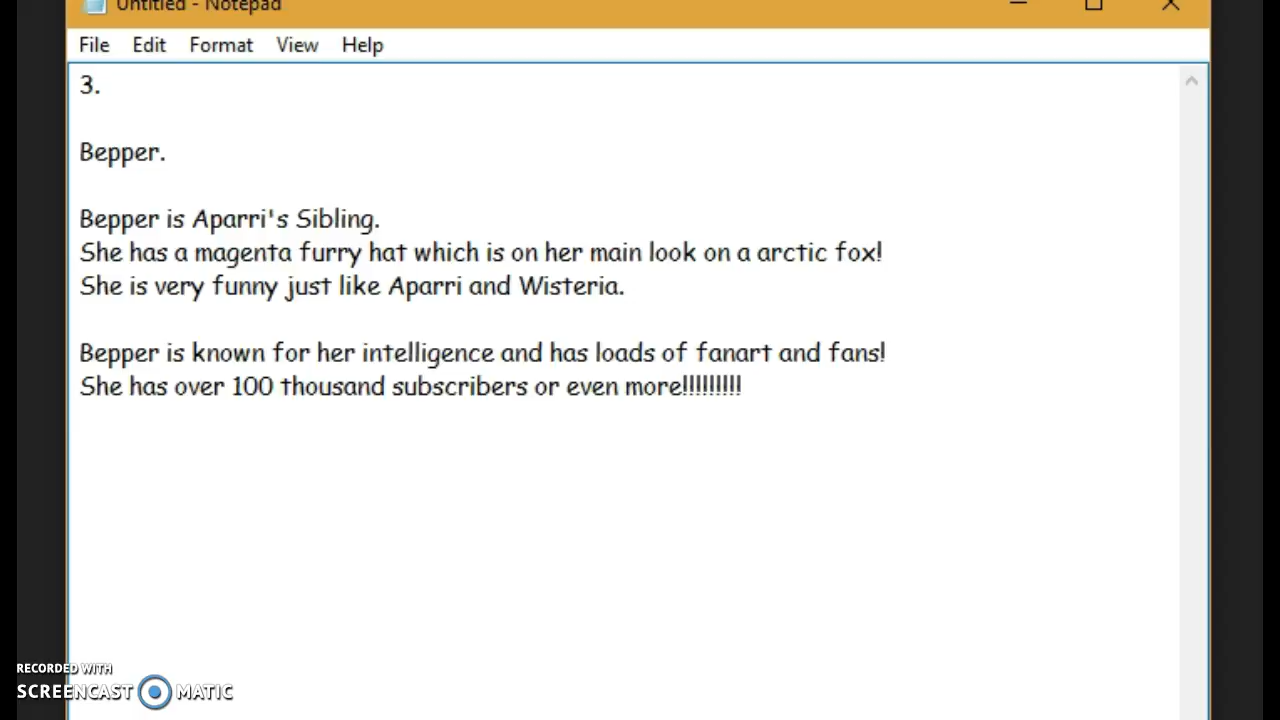 Untitled - Notepad
File Edit Format View Help
3.
Bepper.
Bepper is Aparri's Sibling.
She has a magenta furry hat which is on her main look on a arctic fox!
She is very funny just like Aparri and Wisteria.
Bepper is known for her intelligence and has loads of fanart and fans!
She has over 100 thousand subscribers or even more!!!!!!!!!
RECORDED WITH
SCREENCAST MATIC